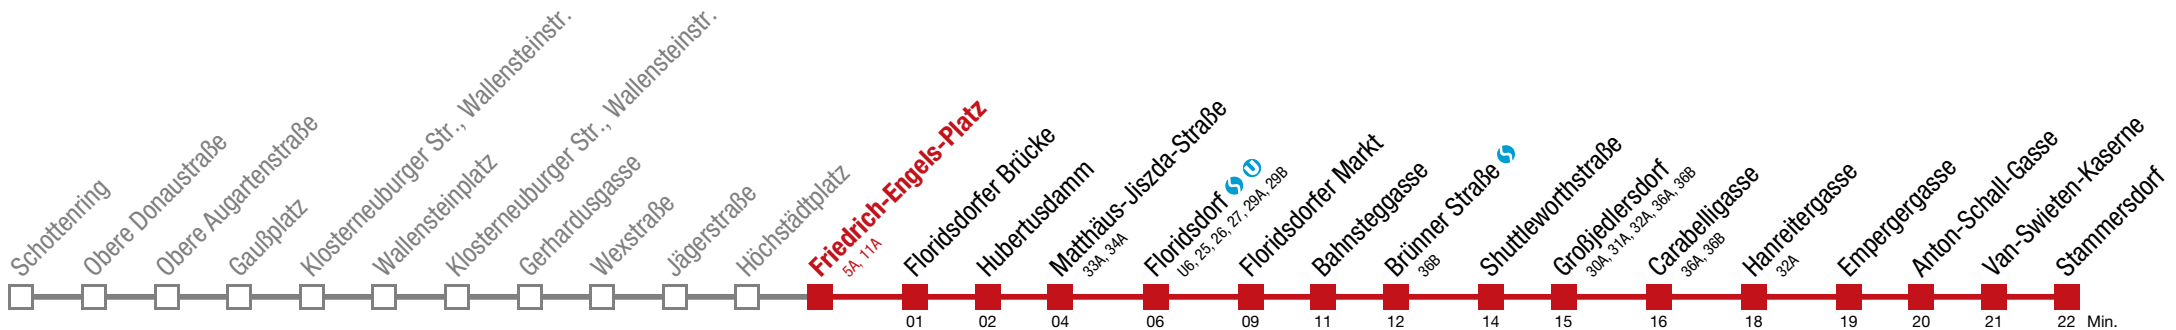 Schottenring
Obere Donaustraße
Obere Augartenstraße
Gaußplatz
Klosterneuburger Str., Wallensteinstr.
Wallensteinplatz
Klosterneuburger Str., Wallensteinstr.
Gerhardusgasse
Wexstraße
Jägerstraße
Höchstädtplatz
Friedrich-Engels-Platz
5A, 11A
Floridsdorfer Brücke
Hubertusdamm
Matthäus-Jiszda-Straße
33A, 34A
Floridsdorf S U
U6, 25, 26, 27, 29A, 29B
Floridsdorfer Markt
Bahnsteggasse
Brünner Straße S
36B
Shuttleworthstraße
Großjedlersdorf
30A, 31A, 32A, 36A, 36B
Carabelligasse
36A, 36B
Hanreitergasse
32A
Empergergasse
Anton-Schall-Gasse
Van-Swieten-Kaserne
Stammersdorf
01 02 04 06 09 11 12 14 15 16 18 19 20 21 22 Min.